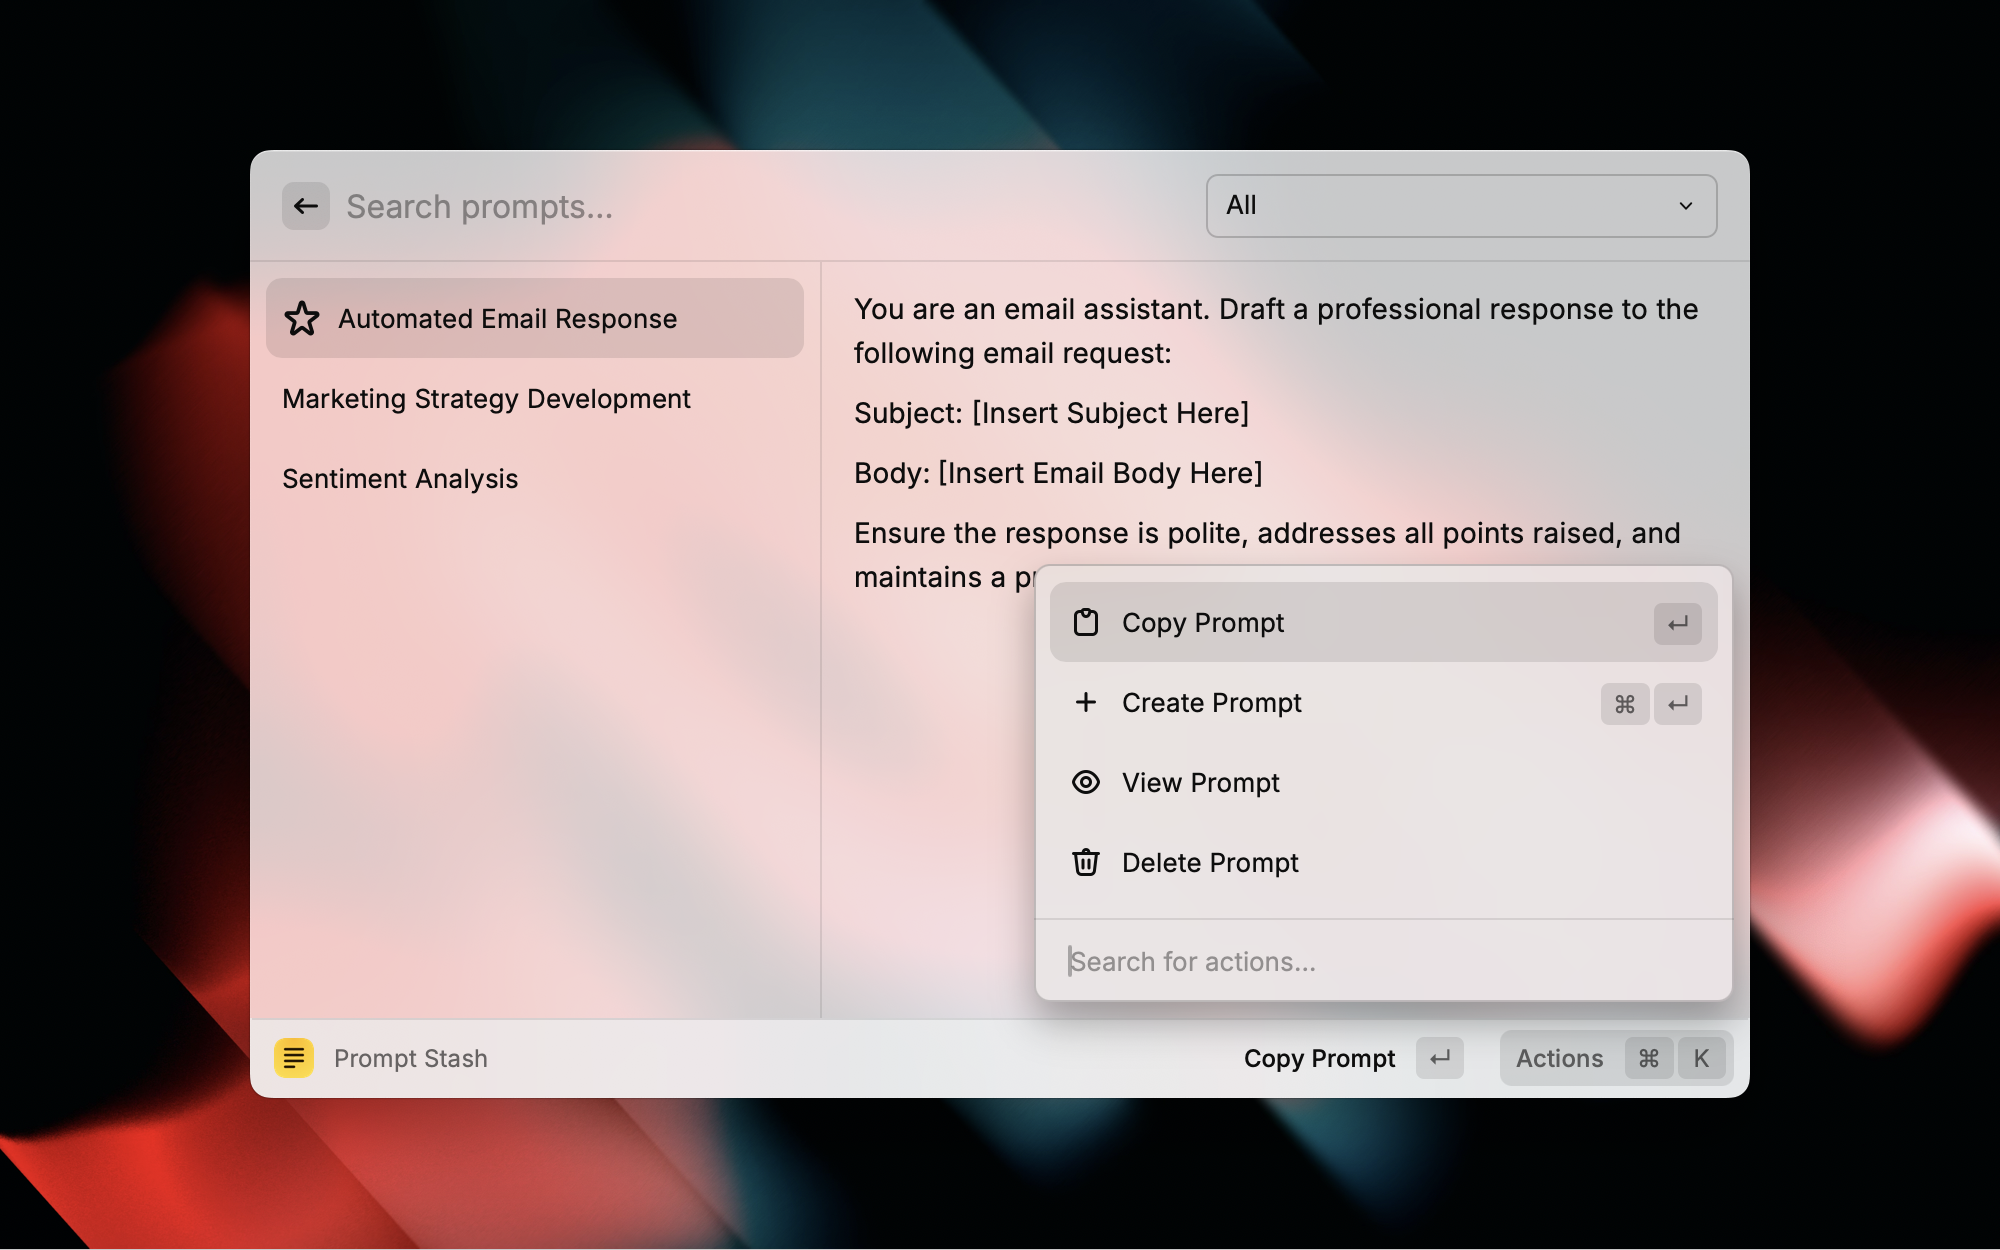 Search prompts...
All
Automated Email Response
Marketing Strategy Development
Sentiment Analysis
You are an email assistant. Draft a professional response to the
following email request:
Subject: [Insert Subject Here]
Body: [Insert Email Body Here]
Ensure the response is polite, addresses all points raised, and
maintains a
Copy Prompt
Create Prompt ⌘
View Prompt
Delete Prompt
Search for actions...
Prompt Stash
Copy Prompt
Actions ⌘ K